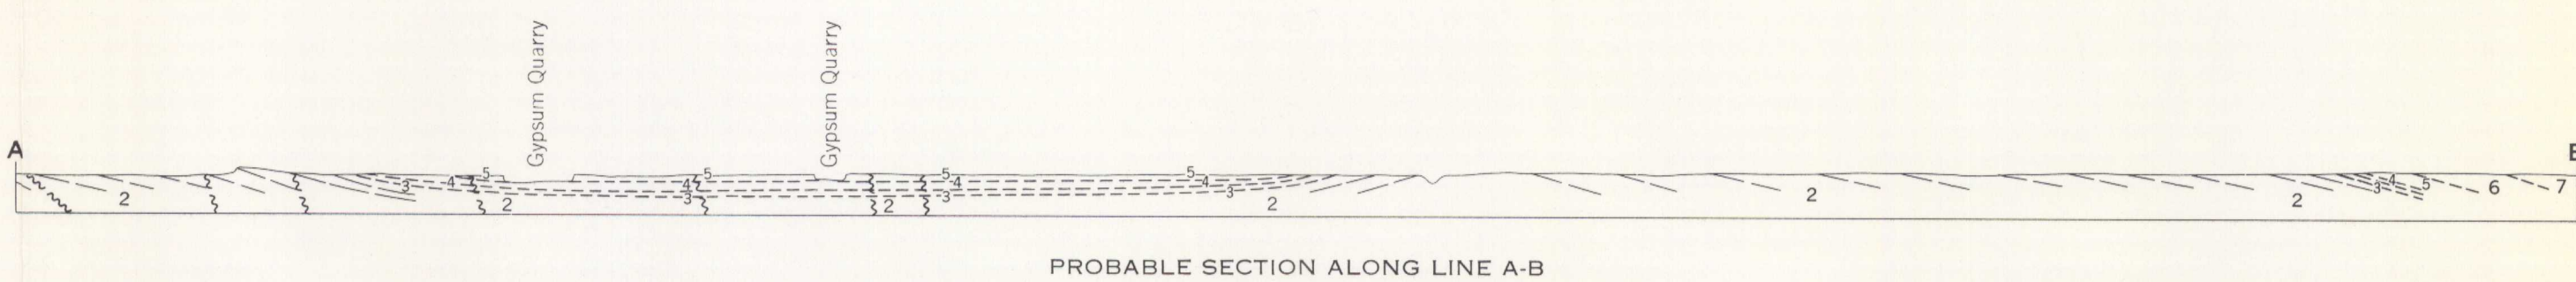 Gypsum Quarry
Gypsum Quarry
A
5 5 5 5
3 4 4 4 4 4 5 6 7
3 3 3 3
2 2 2 2 2 2
PROBABLE SECTION ALONG LINE A-B